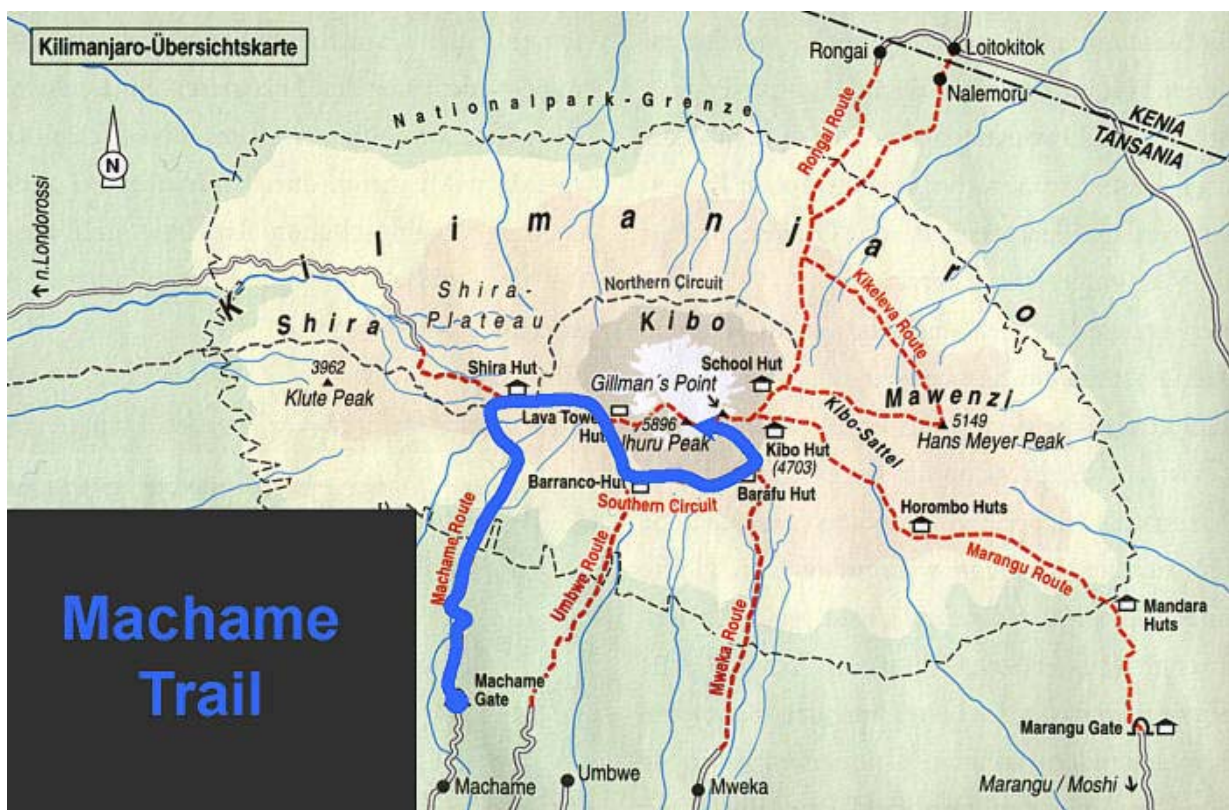 Kilimanjaro-Übersichtskarte
N
n.Londorossi
Nationalpark-Grenze
Rongai
Loitokitok
Nalemoru
KENIA
TANSANIA
Rongai Route
Kilimanjaro
Northern Circuit
Shira-
Plateau
Shira
Kibo
Kikeleva Route
3962
Klute Peak
Shira Hut
School Hut
Gillman´s Point
Mawenzi
5149
Hans Meyer Peak
Kibo-Sattel
Lava Tower
Hut
5896
Uhuru Peak
Kibo Hut
(4703)
Barranco-Hut
Southern Circuit
Barafu Hut
Horombo Huts
Marangu Route
Machame Route
Umbwe Route
Mweka Route
Mandara
Huts
Machame
Gate
Marangu Gate
Machame
Umbwe
Mweka
Marangu / Moshi
Machame
Trail